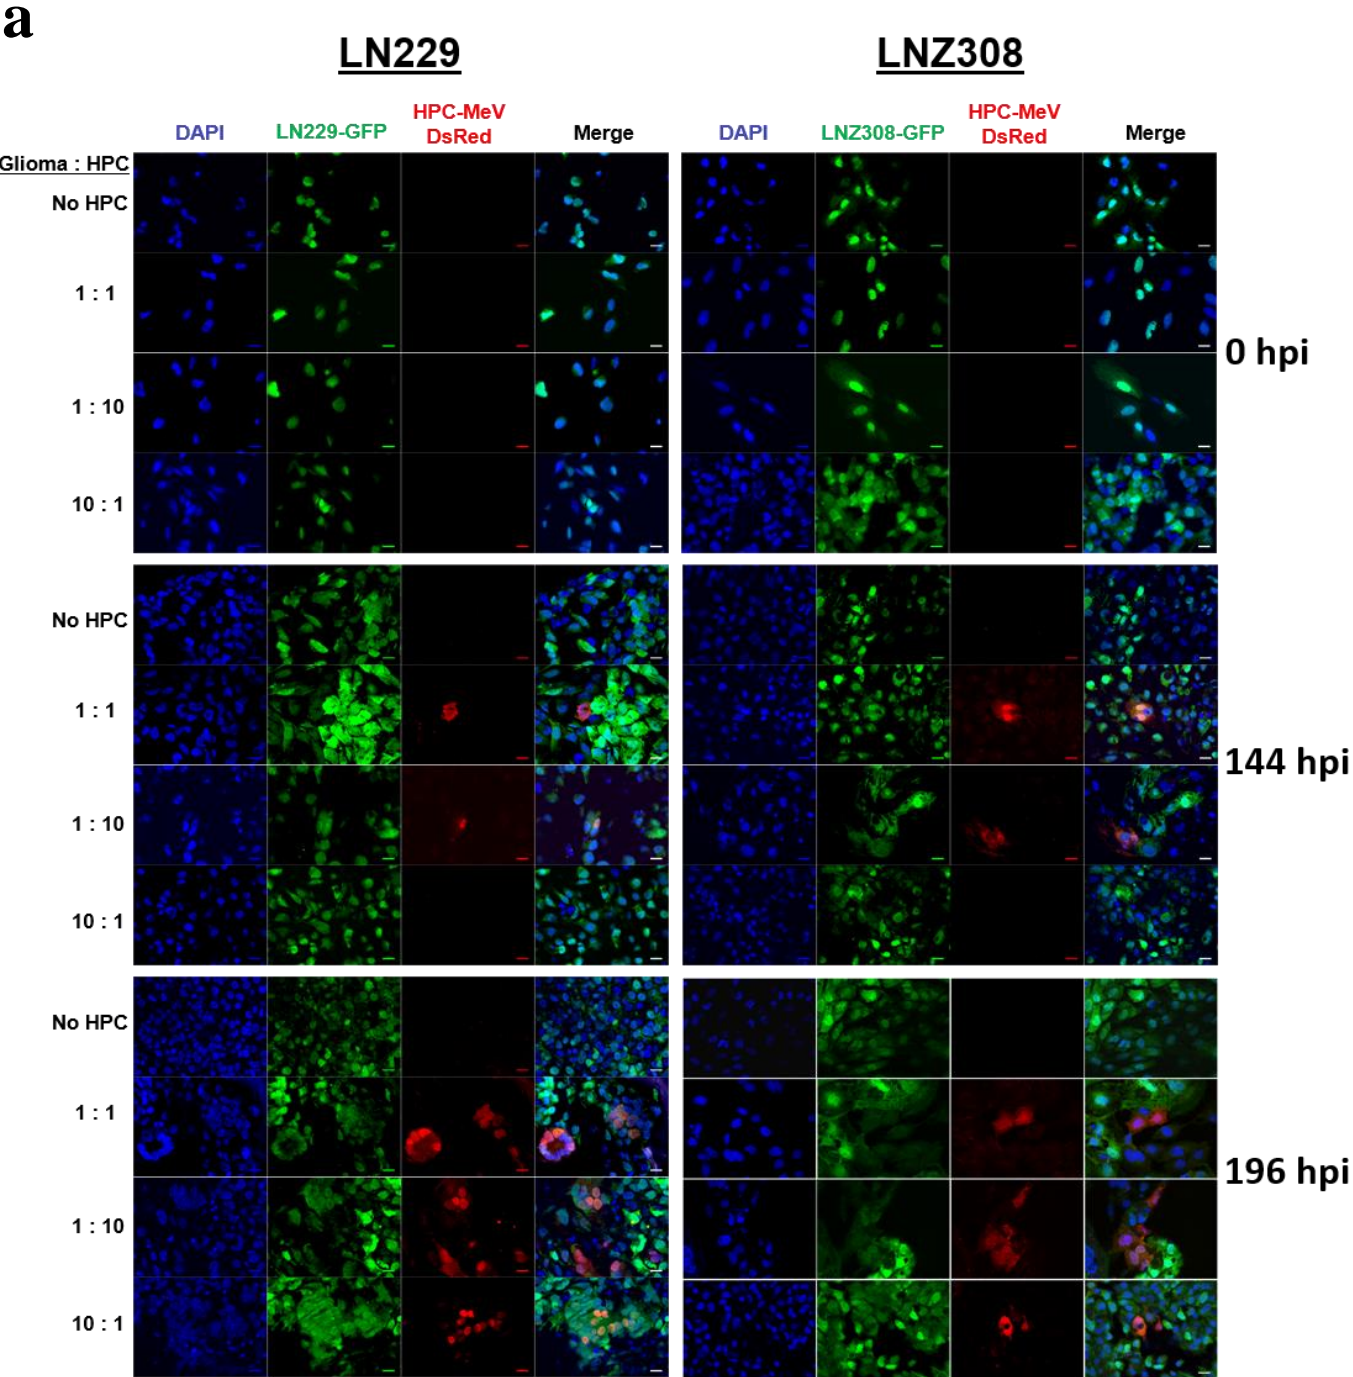 a
LN229 LNZ308
DAPI LN229-GFP HPC-MeV DsRed Merge DAPI LNZ308-GFP HPC-MeV DsRed Merge
Glioma : HPC
No HPC
1 : 1
0 hpi
1 : 10
10 : 1
No HPC
1 : 1
144 hpi
1 : 10
10 : 1
No HPC
1 : 1
196 hpi
1 : 10
10 : 1